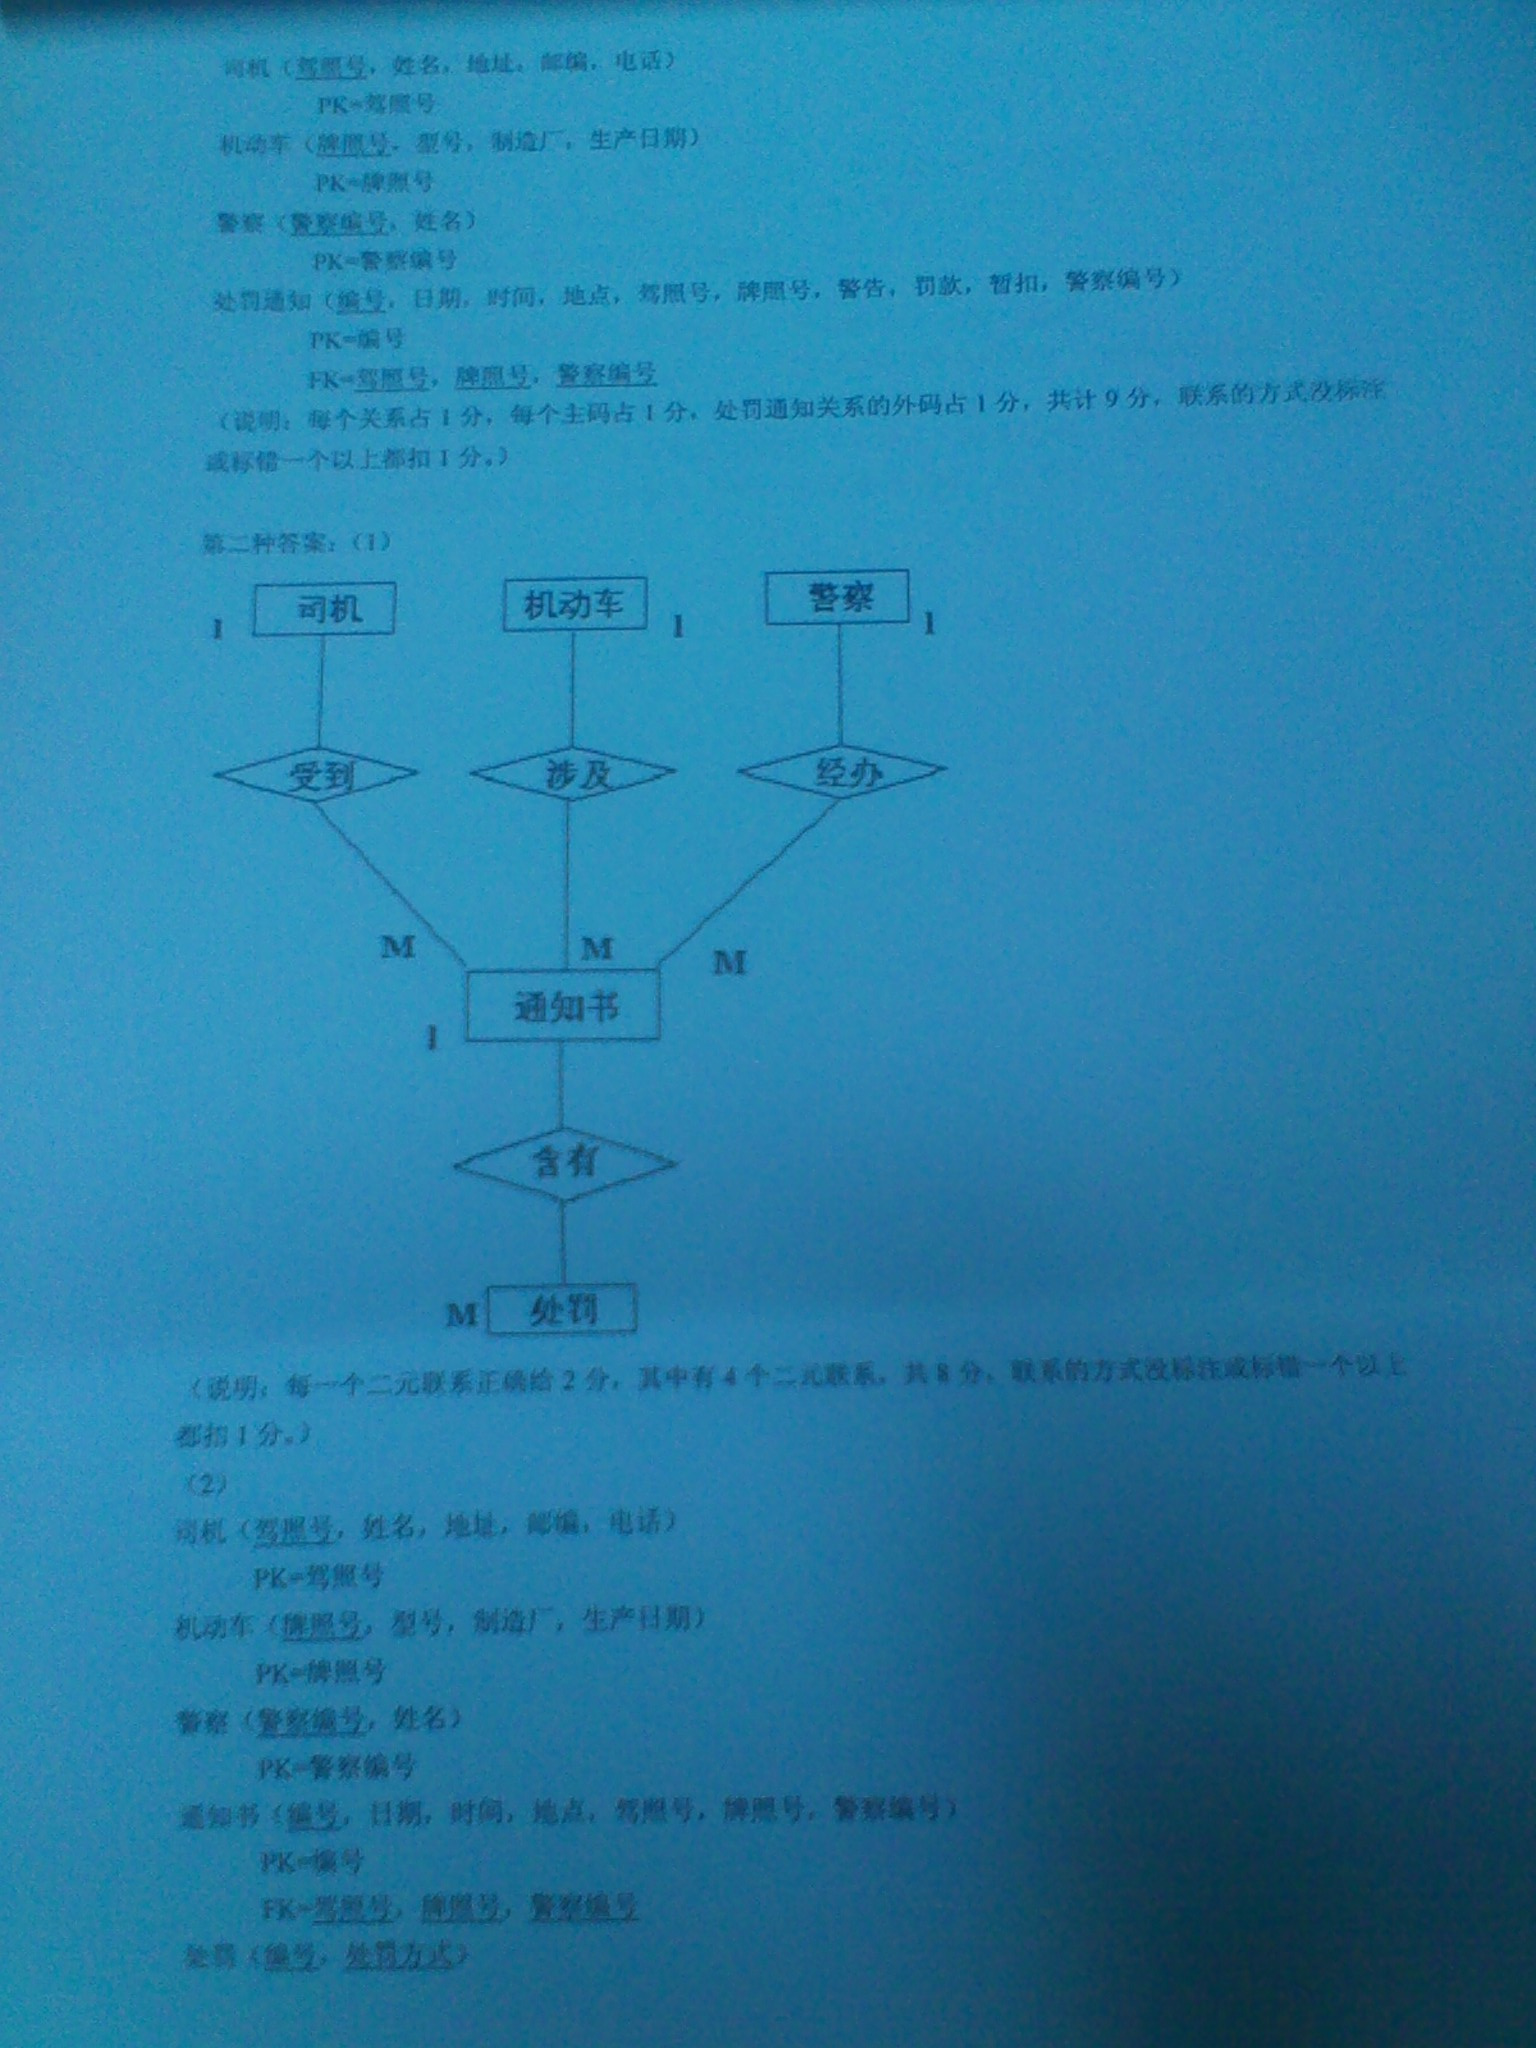 司机（驾照号，姓名，地址，邮编，电话）
PK=驾照号
机动车（牌照号，型号，制造厂，生产日期）
PK=牌照号
警察（警察编号，姓名）
PK=警察编号
处罚通知（编号，日期，时间，地点，驾照号，牌照号，警告，罚款，暂扣，警察编号）
PK=编号
FK=驾照号，牌照号，警察编号
（说明：每个关系占1分，每个主码占1分，处罚通知关系的外码占1分，共计9分，联系的方式没标注
或标错一个以上都扣1分。）
第二种答案：（1）
1 司机 机动车 1 警察 1
受到 涉及 经办
M M M
通知书
1
含有
M 处罚
（说明：每一个二元联系正确给2分，其中有4个二元联系，共8分，联系的方式没标注或标错一个以上
都扣1分。）
（2）
司机（驾照号，姓名，地址，邮编，电话）
PK=驾照号
机动车（牌照号，型号，制造厂，生产日期）
PK=牌照号
警察（警察编号，姓名）
PK=警察编号
通知书（编号，日期，时间，地点，驾照号，牌照号，警察编号）
PK=编号
FK=驾照号，牌照号，警察编号
处罚（编号，处罚方式）